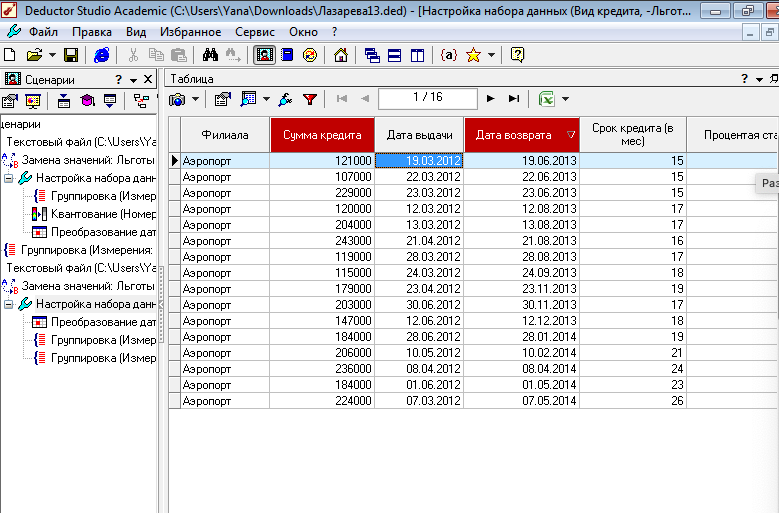 Deductor Studio Academic (C:\Users\Yana\Downloads\Лазарева13.ded) - [Настройка набора данных (Вид кредита, -Льгот...
Файл Правка Вид Избранное Сервис Окно ?
Сценарии ?
Таблица ?
1 / 16
ценарии
Текстовый файл (C:\Users\Ya
Замена значений: Льготы
Настройка набора дан
Группировка (Измер
Квантование (Номер
Преобразование дат
Группировка (Измерения:
Текстовый файл (C:\Users\Ya
Замена значений: Льготы
Настройка набора данн
Преобразование дат
Группировка (Измер
Группировка (Измер
Филиала Сумма кредита Дата выдачи Дата возврата Срок кредита (в мес) Процентая ста
Аэропорт 121000 19.03.2012 19.06.2013 15
Аэропорт 107000 22.03.2012 22.06.2013 15
Аэропорт 229000 23.03.2012 23.06.2013 15
Аэропорт 120000 12.03.2012 12.08.2013 17
Аэропорт 204000 13.03.2012 13.08.2013 17
Аэропорт 243000 21.04.2012 21.08.2013 16
Аэропорт 119000 28.03.2012 28.08.2013 17
Аэропорт 115000 24.03.2012 24.09.2013 18
Аэропорт 179000 23.04.2012 23.11.2013 19
Аэропорт 203000 30.06.2012 30.11.2013 17
Аэропорт 147000 12.06.2012 12.12.2013 18
Аэропорт 184000 28.06.2012 28.01.2014 19
Аэропорт 206000 10.05.2012 10.02.2014 21
Аэропорт 236000 08.04.2012 08.04.2014 24
Аэропорт 184000 01.06.2012 01.05.2014 23
Аэропорт 224000 07.03.2012 07.05.2014 26
Раз